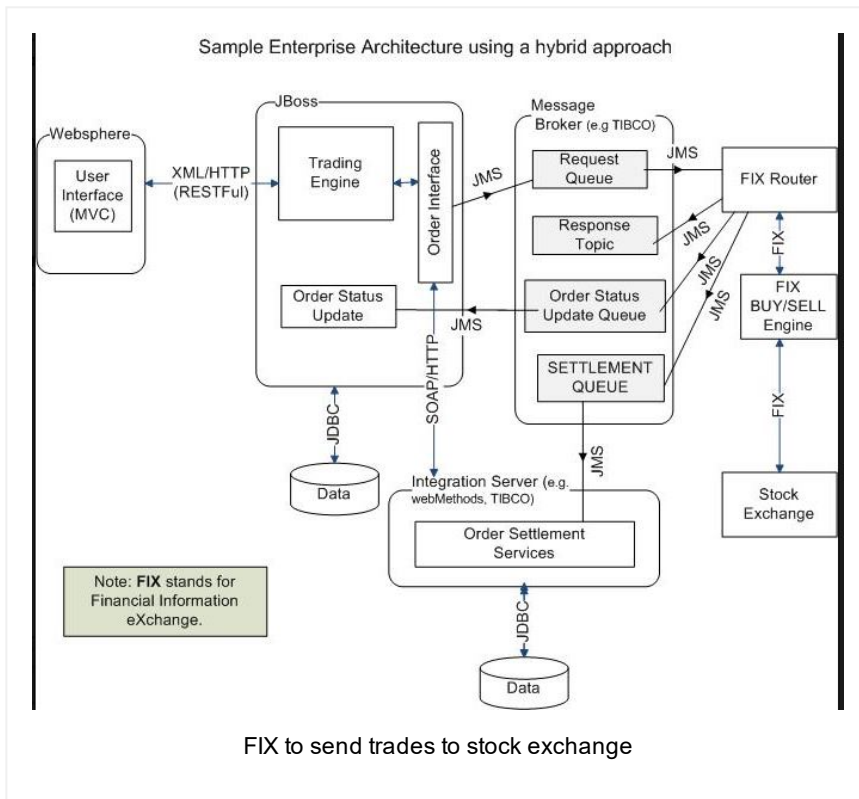 Sample Enterprise Architecture using a hybrid approach
Websphere
User
Interface
(MVC)
XML/HTTP
(RESTFul)
JBoss
Trading
Engine
Order Interface
Order Status
Update
JMS
Message
Broker (e.g TIBCO)
Request
Queue
Response
Topic
Order Status
Update Queue
SETTLEMENT
QUEUE
JMS
JMS
JMS
JMS
JMS
FIX Router
FIX
FIX
BUY/SELL
Engine
FIX
Stock
Exchange
JDBC
Data
SOAP/HTTP
JMS
Integration Server (e.g.
webMethods, TIBCO)
Order Settlement
Services
JDBC
Data
Note: FIX stands for
Financial Information
eXchange.
FIX to send trades to stock exchange